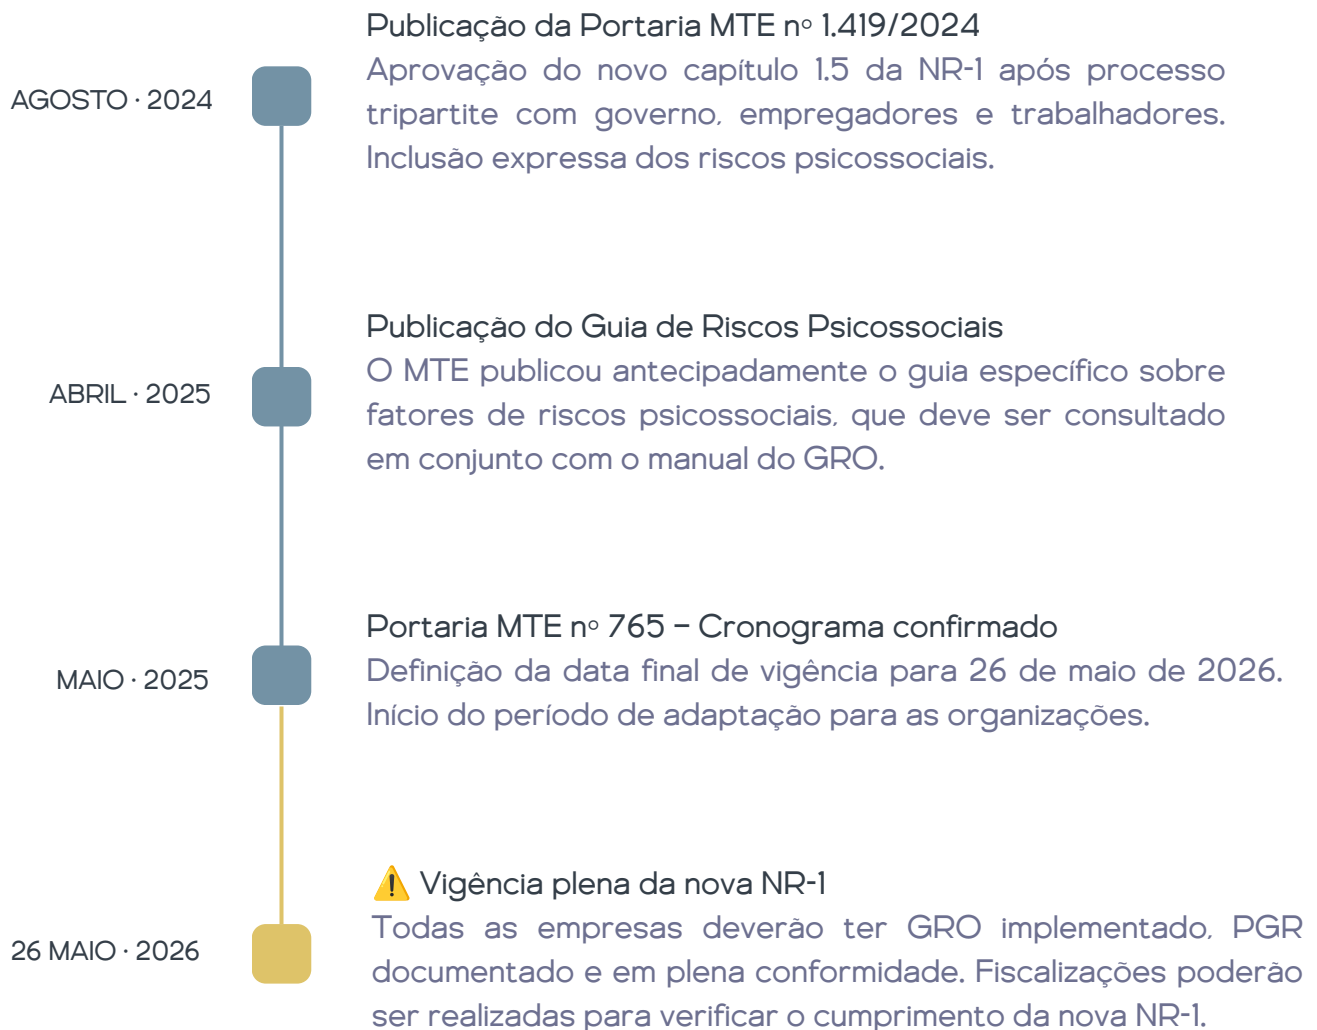 Publicação da Portaria MTE nº 1.419/2024
AGOSTO · 2024
Aprovação do novo capítulo 1.5 da NR-1 após processo
tripartite com governo, empregadores e trabalhadores.
Inclusão expressa dos riscos psicossociais.
Publicação do Guia de Riscos Psicossociais
ABRIL · 2025
O MTE publicou antecipadamente o guia específico sobre
fatores de riscos psicossociais, que deve ser consultado
em conjunto com o manual do GRO.
Portaria MTE nº 765 – Cronograma confirmado
MAIO · 2025
Definição da data final de vigência para 26 de maio de 2026.
Início do período de adaptação para as organizações.
⚠️ Vigência plena da nova NR-1
26 MAIO · 2026
Todas as empresas deverão ter GRO implementado, PGR
documentado e em plena conformidade. Fiscalizações poderão
ser realizadas para verificar o cumprimento da nova NR-1.